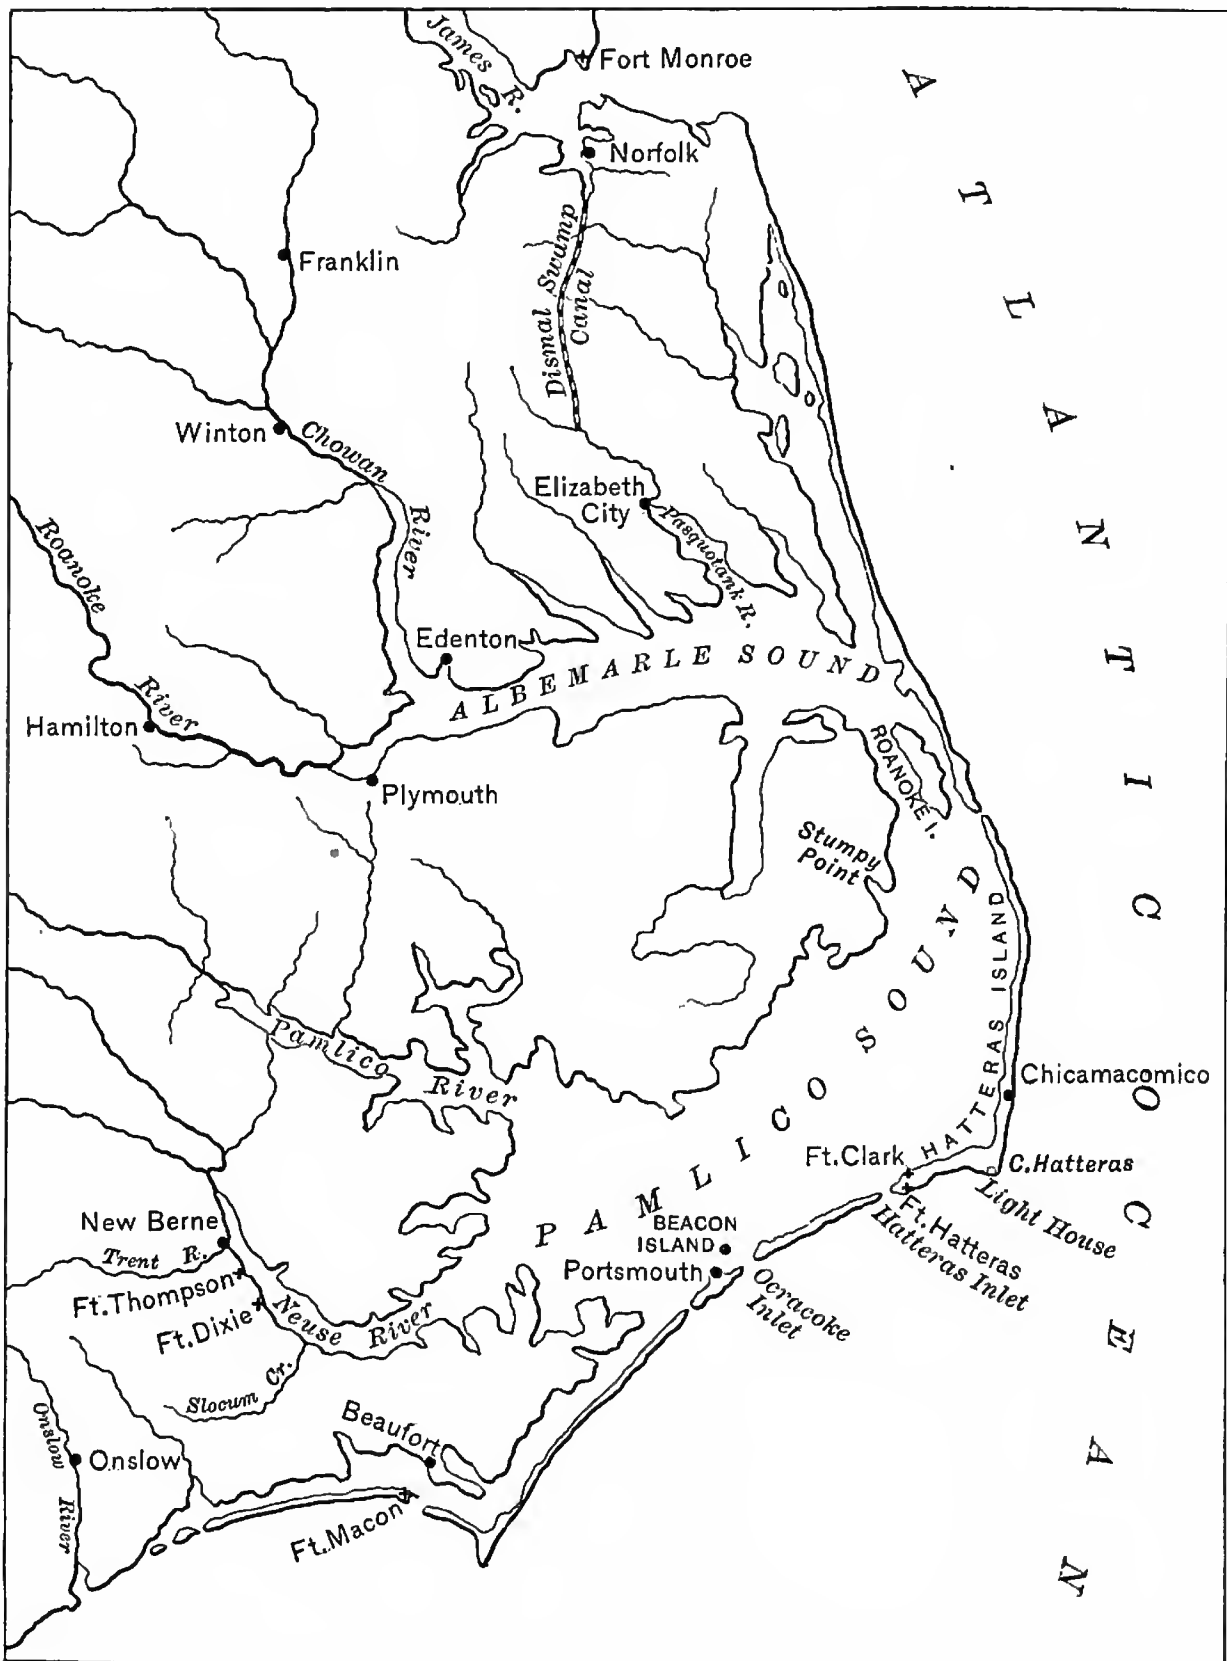 James R.
Fort Monroe
Norfolk
Franklin
Dismal Swamp
Canal
Winton
Chowan
River
Elizabeth
City
Pasquotank R.
Roanoke
River
Edenton
ALBEMARLE SOUND
Hamilton
Plymouth
ROANOKE I.
Stumpy
Point
PAMLICO SOUND
HATTERAS ISLAND
Pamlico
River
Chicamacomico
Ft. Clark
C. Hatteras
Light House
Ft. Hatteras
Hatteras Inlet
New Berne
Trent R.
BEACON
ISLAND
Portsmouth
Ocracoke
Inlet
Ft. Thompson
Ft. Dixie
Neuse River
Slocum Cr.
Beaufort
Onslow
River
Onslow
Ft. Macon
ATLANTIC OCEAN